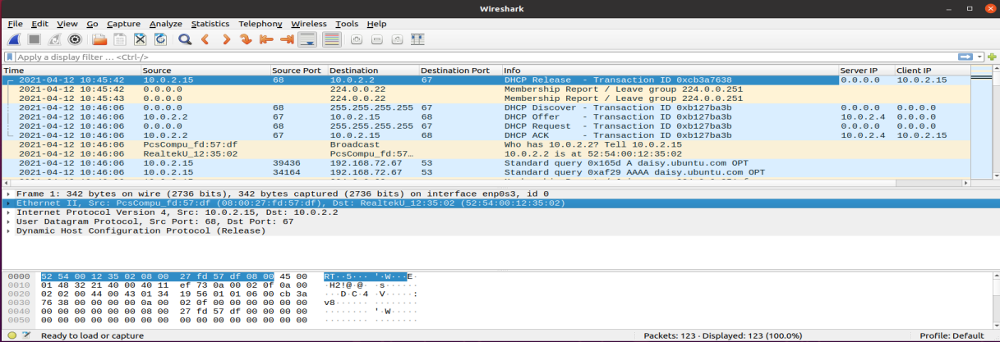 Wireshark
File Edit View Go Capture Analyze Statistics Telephony Wireless Tools Help
Apply a display filter ... <Ctrl-/>
Time Source Source Port Destination Destination Port Info Server IP Client IP
2021-04-12 10:45:42 10.0.2.15 68 10.0.2.2 67 DHCP Release - Transaction ID 0xcb3a7638 0.0.0.0 10.0.2.15
2021-04-12 10:45:42 0.0.0.0 224.0.0.22 Membership Report / Leave group 224.0.0.251
2021-04-12 10:45:43 0.0.0.0 224.0.0.22 Membership Report / Leave group 224.0.0.251
2021-04-12 10:46:06 0.0.0.0 68 255.255.255.255 67 DHCP Discover - Transaction ID 0xb127ba3b 0.0.0.0 0.0.0.0
2021-04-12 10:46:06 10.0.2.2 67 10.0.2.15 68 DHCP Offer - Transaction ID 0xb127ba3b 10.0.2.4 0.0.0.0
2021-04-12 10:46:06 0.0.0.0 68 255.255.255.255 67 DHCP Request - Transaction ID 0xb127ba3b 0.0.0.0 0.0.0.0
2021-04-12 10:46:06 10.0.2.2 67 10.0.2.15 68 DHCP ACK - Transaction ID 0xb127ba3b 10.0.2.4 10.0.2.15
2021-04-12 10:46:06 PcsCompu_fd:57:df Broadcast Who has 10.0.2.2? Tell 10.0.2.15
2021-04-12 10:46:06 RealtekU_12:35:02 PcsCompu_fd:57… 10.0.2.2 is at 52:54:00:12:35:02
2021-04-12 10:46:06 10.0.2.15 39436 192.168.72.67 53 Standard query 0x165d A daisy.ubuntu.com OPT
2021-04-12 10:46:06 10.0.2.15 34164 192.168.72.67 53 Standard query 0xaf29 AAAA daisy.ubuntu.com OPT
Frame 1: 342 bytes on wire (2736 bits), 342 bytes captured (2736 bits) on interface enp0s3, id 0
Ethernet II, Src: PcsCompu_fd:57:df (08:00:27:fd:57:df), Dst: RealtekU_12:35:02 (52:54:00:12:35:02)
Internet Protocol Version 4, Src: 10.0.2.15, Dst: 10.0.2.2
User Datagram Protocol, Src Port: 68, Dst Port: 67
Dynamic Host Configuration Protocol (Release)
0000 52 54 00 12 35 02 08 00 27 fd 57 df 08 00 45 00 RT··5··· '·W···E·
0010 01 48 32 21 40 00 40 11 ef 73 0a 00 02 0f 0a 00 ·H2!@·@· ·s······
0020 02 02 00 44 00 43 01 34 19 56 01 01 06 00 cb 3a ···D·C·4 ·V·····:
0030 76 38 00 00 00 00 0a 00 02 0f 00 00 00 00 00 00 v8······ ········
0040 00 00 00 00 00 00 08 00 27 fd 57 df 00 00 00 00 ········ '·W·····
0050 00 00 00 00 00 00 00 00 00 00 00 00 00 00 00 00 ········ ········
Ready to load or capture Packets: 123 · Displayed: 123 (100.0%) Profile: Default